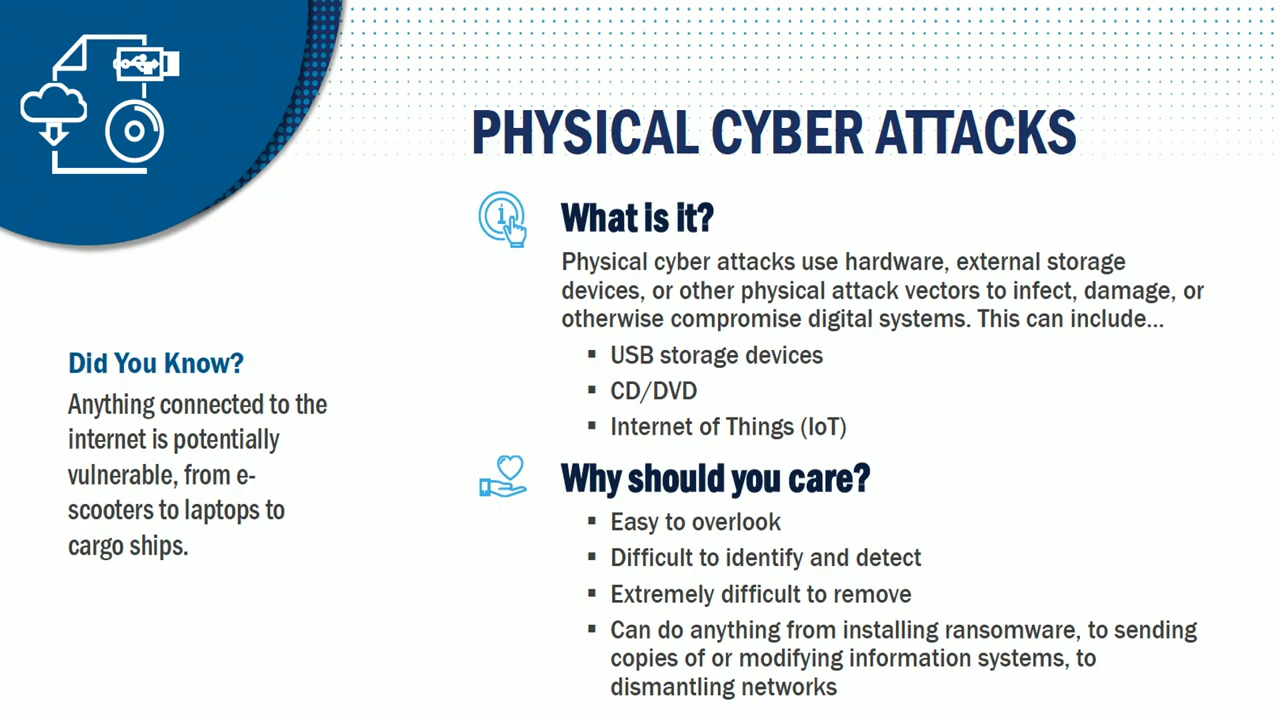 PHYSICAL CYBER ATTACKS
What is it?
Physical cyber attacks use hardware, external storage
devices, or other physical attack vectors to infect, damage, or
otherwise compromise digital systems. This can include...
▪ USB storage devices
▪ CD/DVD
▪ Internet of Things (IoT)
Why should you care?
▪ Easy to overlook
▪ Difficult to identify and detect
▪ Extremely difficult to remove
▪ Can do anything from installing ransomware, to sending
copies of or modifying information systems, to
dismantling networks
Did You Know?
Anything connected to the
internet is potentially
vulnerable, from e-
scooters to laptops to
cargo ships.